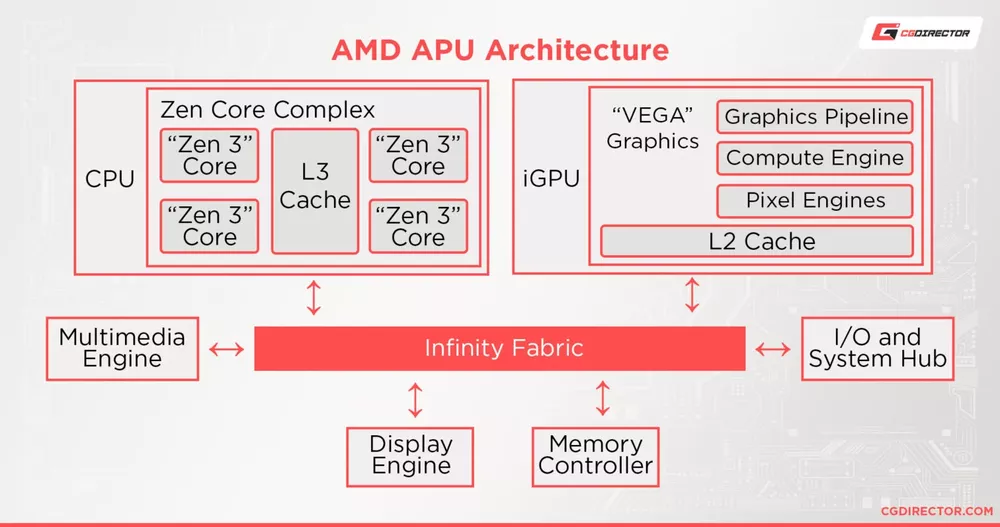 CGDIRECTOR
AMD APU Architecture
CPU
Zen Core Complex
“Zen 3”
Core
“Zen 3”
Core
L3
Cache
“Zen 3”
Core
“Zen 3”
Core
iGPU
“VEGA”
Graphics
Graphics Pipeline
Compute Engine
Pixel Engines
L2 Cache
Multimedia
Engine
Infinity Fabric
I/O and
System Hub
Display
Engine
Memory
Controller
CGDIRECTOR.COM